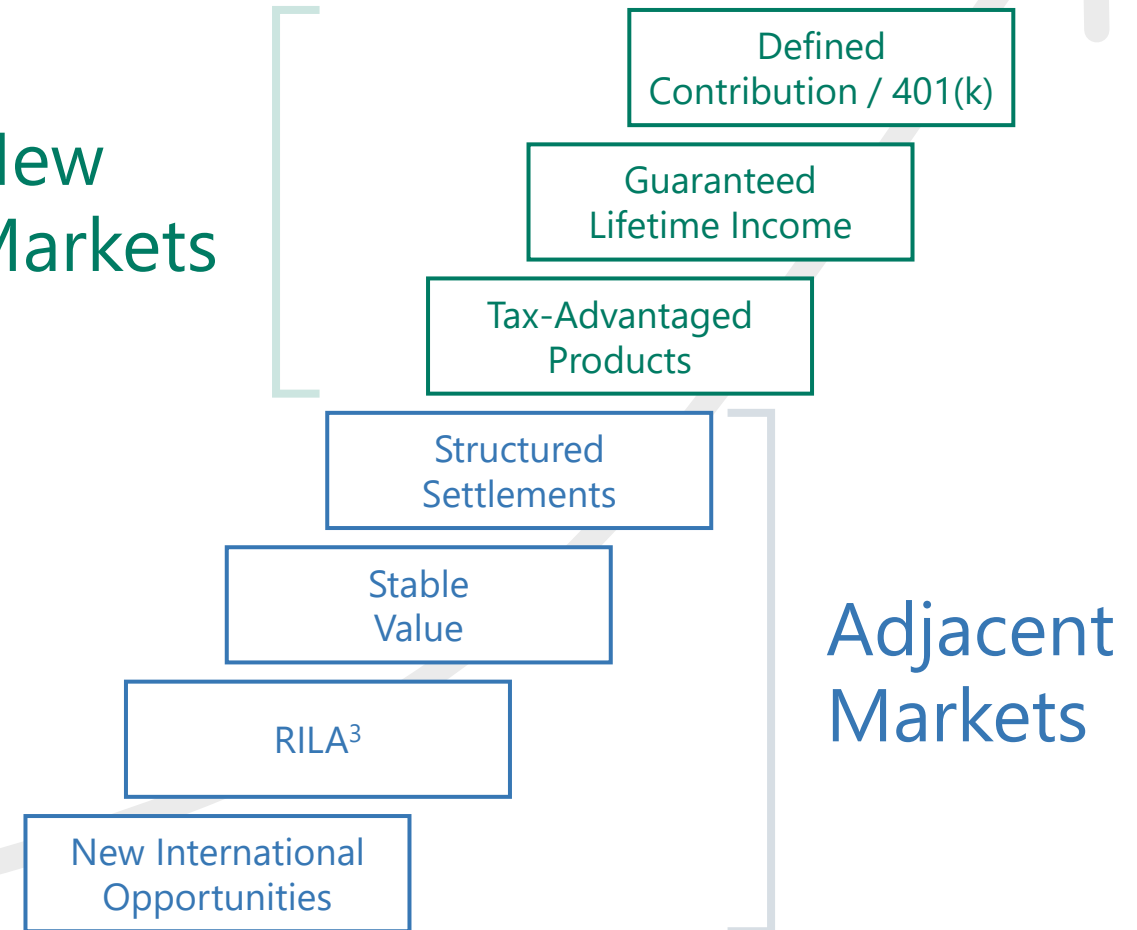 Defined
Contribution / 401(k)
New
Markets
Guaranteed
Lifetime Income
Tax-Advantaged
Products
Structured
Settlements
Stable
Value
Adjacent
Markets
RILA³
New International
Opportunities